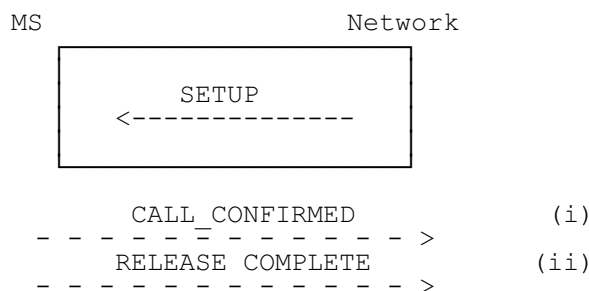 MS Network
SETUP
<--------------
CALL_CONFIRMED (i)
- - - - - - - - - - - - >
RELEASE COMPLETE (ii)
- - - - - - - - - - - - >